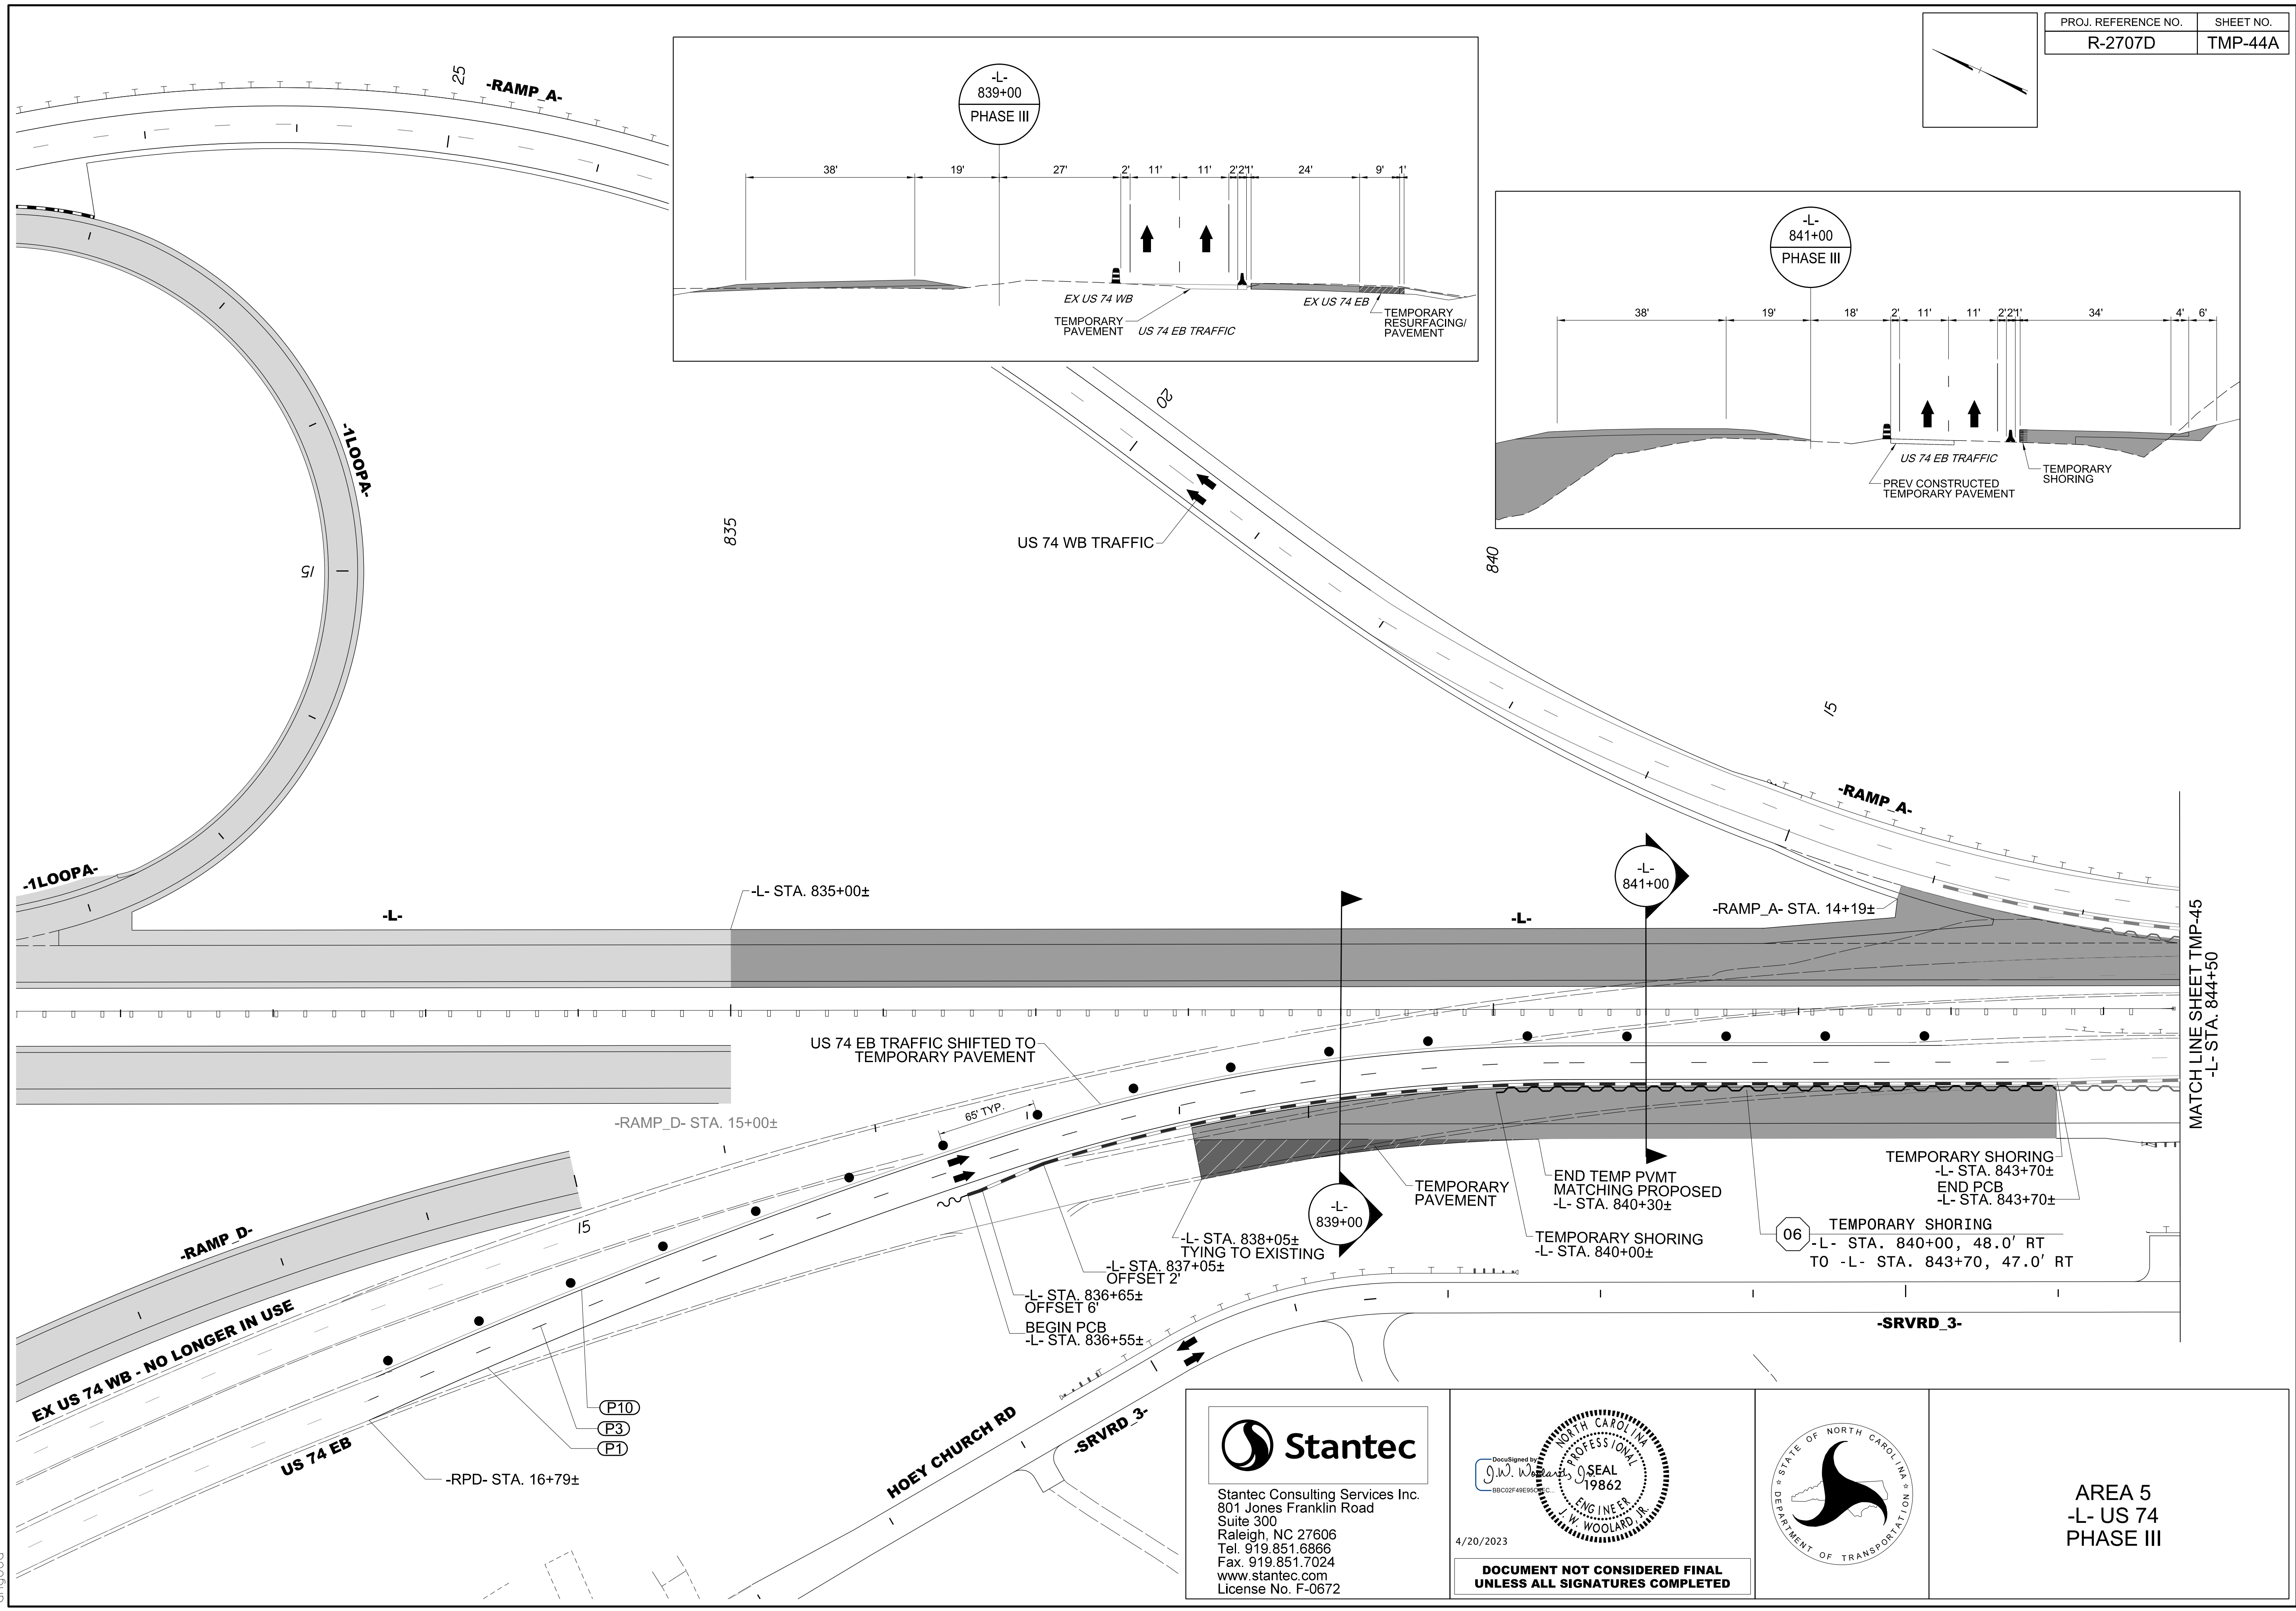 PROJ. REFERENCE NO.
SHEET NO.
R-2707D
TMP-44A
25
-RAMP_A-
-L-
839+00
PHASE III
38'
19'
27'
2'
11'
11'
2'
2'
1'
24'
9'
1'
EX US 74 WB
EX US 74 EB
TEMPORARY
PAVEMENT
US 74 EB TRAFFIC
TEMPORARY
RESURFACING/
PAVEMENT
-L-
841+00
PHASE III
38'
19'
18'
2'
11'
11'
2'
2'
1'
34'
4'
6'
US 74 EB TRAFFIC
PREV CONSTRUCTED
TEMPORARY PAVEMENT
TEMPORARY
SHORING
20
-1LOOPA-
15
835
US 74 WB TRAFFIC
840
15
-RAMP_A-
-1LOOPA-
-L-
-L- STA. 835+00±
-L-
-L-
841+00
-RAMP_A- STA. 14+19±
MATCH LINE SHEET TMP-45
-L- STA. 844+50
US 74 EB TRAFFIC SHIFTED TO
TEMPORARY PAVEMENT
65' TYP.
-RAMP_D- STA. 15+00±
15
-RAMP_D-
EX US 74 WB - NO LONGER IN USE
US 74 EB
P10
P3
P1
-RPD- STA. 16+79±
-L- STA. 838+05±
TYING TO EXISTING
-L- STA. 837+05±
OFFSET 2'
-L- STA. 836+65±
OFFSET 6'
BEGIN PCB
-L- STA. 836+55±
-L-
839+00
TEMPORARY
PAVEMENT
END TEMP PVMT
MATCHING PROPOSED
-L- STA. 840+30±
TEMPORARY SHORING
-L- STA. 840+00±
TEMPORARY SHORING
-L- STA. 843+70±
END PCB
-L- STA. 843+70±
06
TEMPORARY SHORING
-L- STA. 840+00, 48.0' RT
TO -L- STA. 843+70, 47.0' RT
-SRVRD_3-
HOEY CHURCH RD
-SRVRD_3-
Stantec
Stantec Consulting Services Inc.
801 Jones Franklin Road
Suite 300
Raleigh, NC 27606
Tel. 919.851.6866
Fax. 919.851.7024
www.stantec.com
License No. F-0672
DocuSigned by:
J.W. Woolard, Jr.
NORTH CAROLINA
PROFESSIONAL
SEAL
19862
ENGINEER
J. W. WOOLARD, JR.
4/20/2023
DOCUMENT NOT CONSIDERED FINAL
UNLESS ALL SIGNATURES COMPLETED
STATE OF NORTH CAROLINA
DEPARTMENT OF TRANSPORTATION
AREA 5
-L- US 74
PHASE III